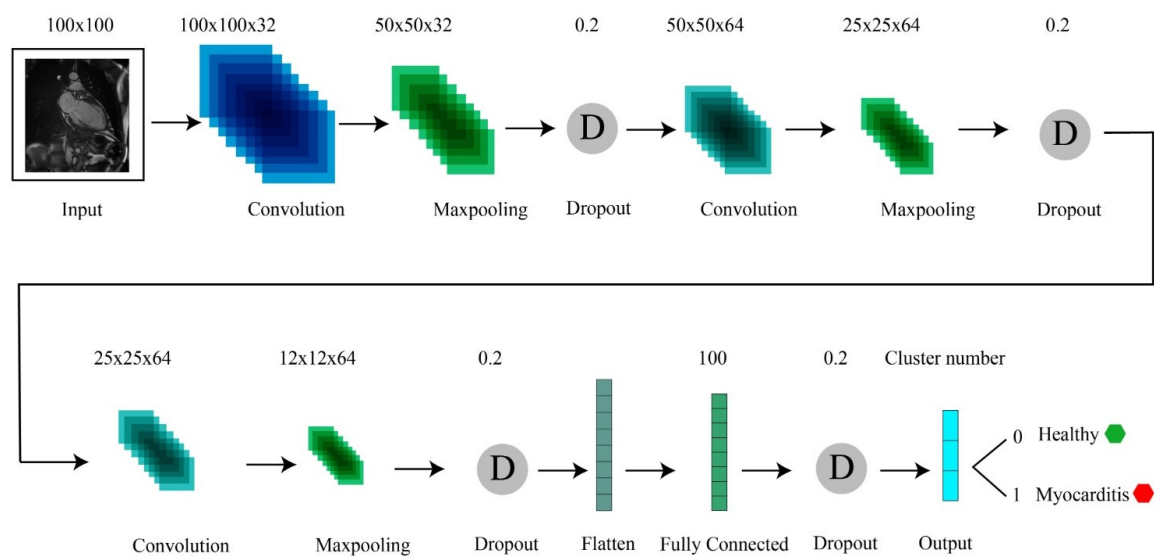 100x100 100x100x32 50x50x32 0.2 50x50x64 25x25x64 0.2
D D
Input Convolution Maxpooling Dropout Convolution Maxpooling Dropout
25x25x64 12x12x64 0.2 100 0.2 Cluster number
0 Healthy
D D
1 Myocarditis
Convolution Maxpooling Dropout Flatten Fully Connected Dropout Output